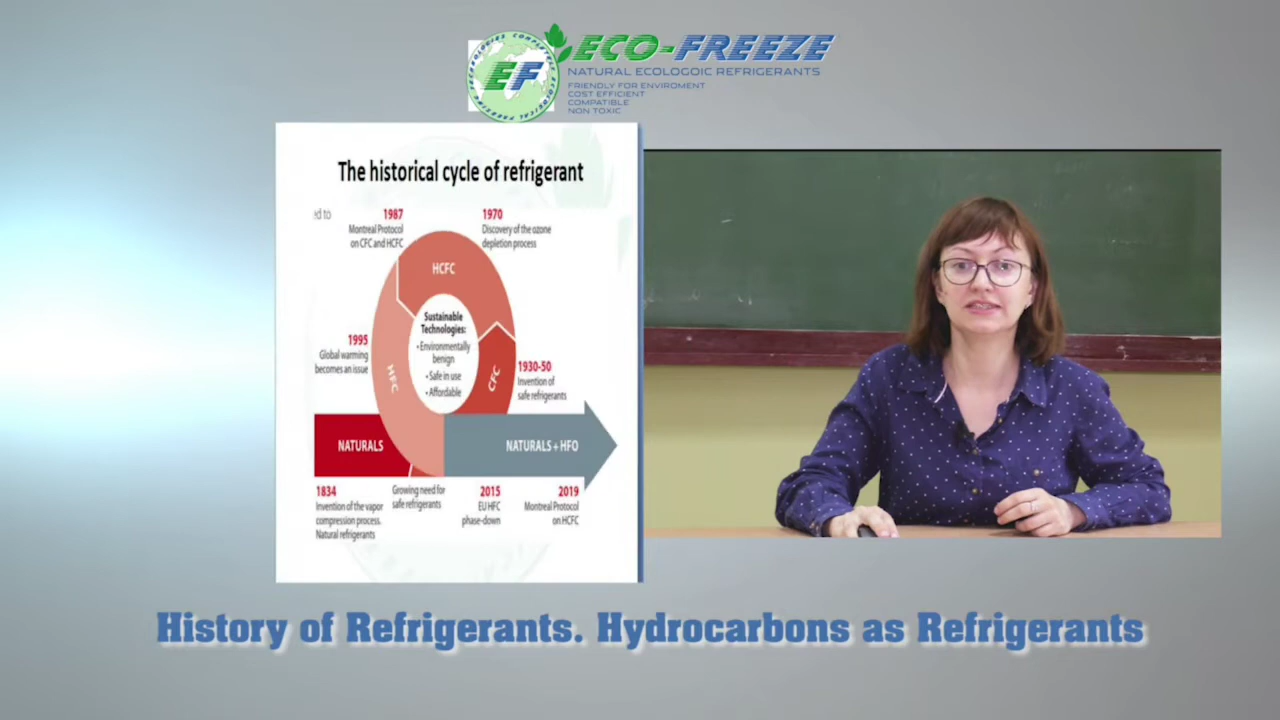 ECO-FREEZE
NATURAL ECOLOGOIC REFRIGERANTS
FRIENDLY FOR ENVIROMENT
COST EFFICIENT
COMPATIBLE
NON TOXIC
EF
The historical cycle of refrigerant
ed to
1987
Montreal Protocol
on CFC and HCFC
1970
Discovery of the ozone
depletion process
HCFC
Sustainable
Technologies:
• Environmentally
benign
• Safe in use
• Affordable
1995
Global warming
becomes an issue
HFC
CFC
1930-50
Invention of
safe refrigerants
NATURALS
NATURALS + HFO
1834
Invention of the vapor
compression process.
Natural refrigerants
Growing need for
safe refrigerants
2015
EU HFC
phase-down
2019
Montreal Protocol
on HCFC
History of Refrigerants. Hydrocarbons as Refrigerants